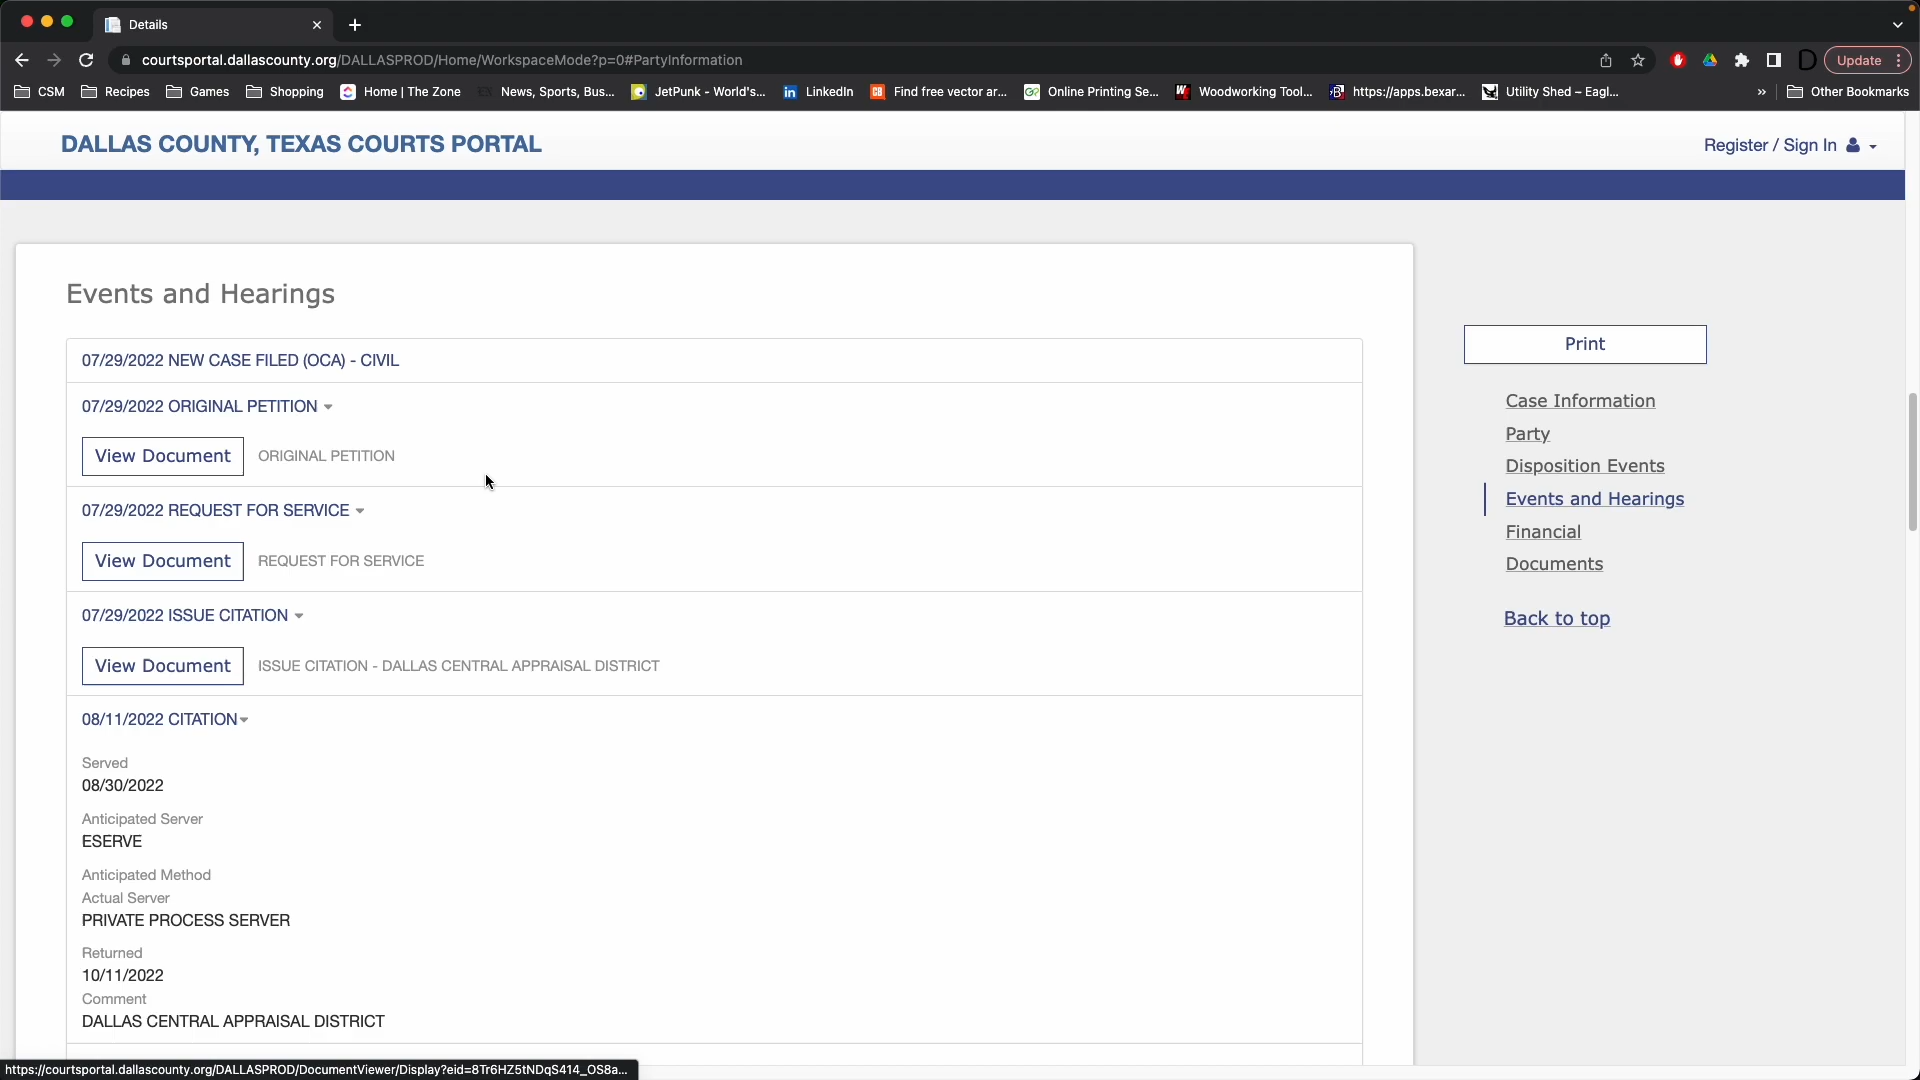 Details
courtsportal.dallascounty.org/DALLASPROD/Home/WorkspaceMode?p=0#PartyInformation
Update
CSM
Recipes
Games
Shopping
Home | The Zone
News, Sports, Bus...
JetPunk - World's...
LinkedIn
Find free vector ar...
Online Printing Se...
Woodworking Tool...
https://apps.bexar...
Utility Shed – Eagl...
»
Other Bookmarks
DALLAS COUNTY, TEXAS COURTS PORTAL
Register / Sign In
Events and Hearings
07/29/2022 NEW CASE FILED (OCA) - CIVIL
07/29/2022 ORIGINAL PETITION
View Document ORIGINAL PETITION
07/29/2022 REQUEST FOR SERVICE
View Document REQUEST FOR SERVICE
07/29/2022 ISSUE CITATION
View Document ISSUE CITATION - DALLAS CENTRAL APPRAISAL DISTRICT
08/11/2022 CITATION
Served
08/30/2022
Anticipated Server
ESERVE
Anticipated Method
Actual Server
PRIVATE PROCESS SERVER
Returned
10/11/2022
Comment
DALLAS CENTRAL APPRAISAL DISTRICT
Print
Case Information
Party
Disposition Events
Events and Hearings
Financial
Documents
Back to top
https://courtsportal.dallascounty.org/DALLASPROD/DocumentViewer/Display?eid=8Tr6HZ5tNDqS414_OS8a...